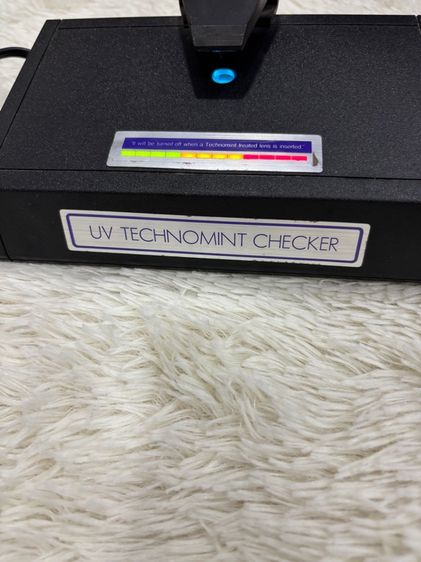 "It will be turned off when a Technomint treated lens is inserted."
UV TECHNOMINT CHECKER